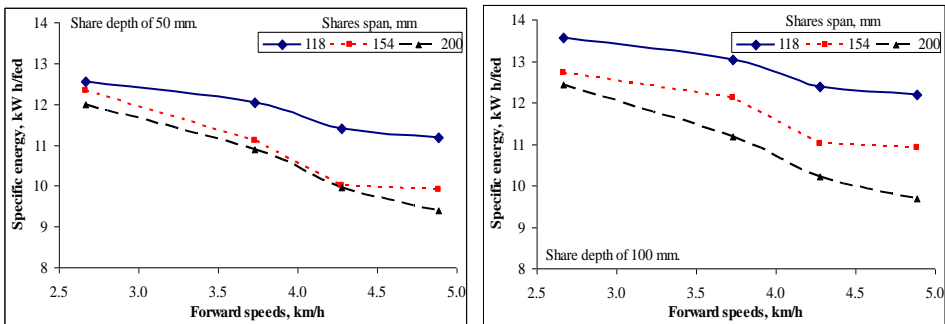 Share depth of 50 mm.
Shares span, mm
118 154 200
Specific energy, kW h/fed
14
13
12
11
10
9
8
2.5 3.0 3.5 4.0 4.5 5.0
Forward speeds, km/h
Shares span, mm
118 154 200
Specific energy, kW h/fed
14
13
12
11
10
9
8
Share depth of 100 mm.
2.5 3.0 3.5 4.0 4.5 5.0
Forward speeds, km/h